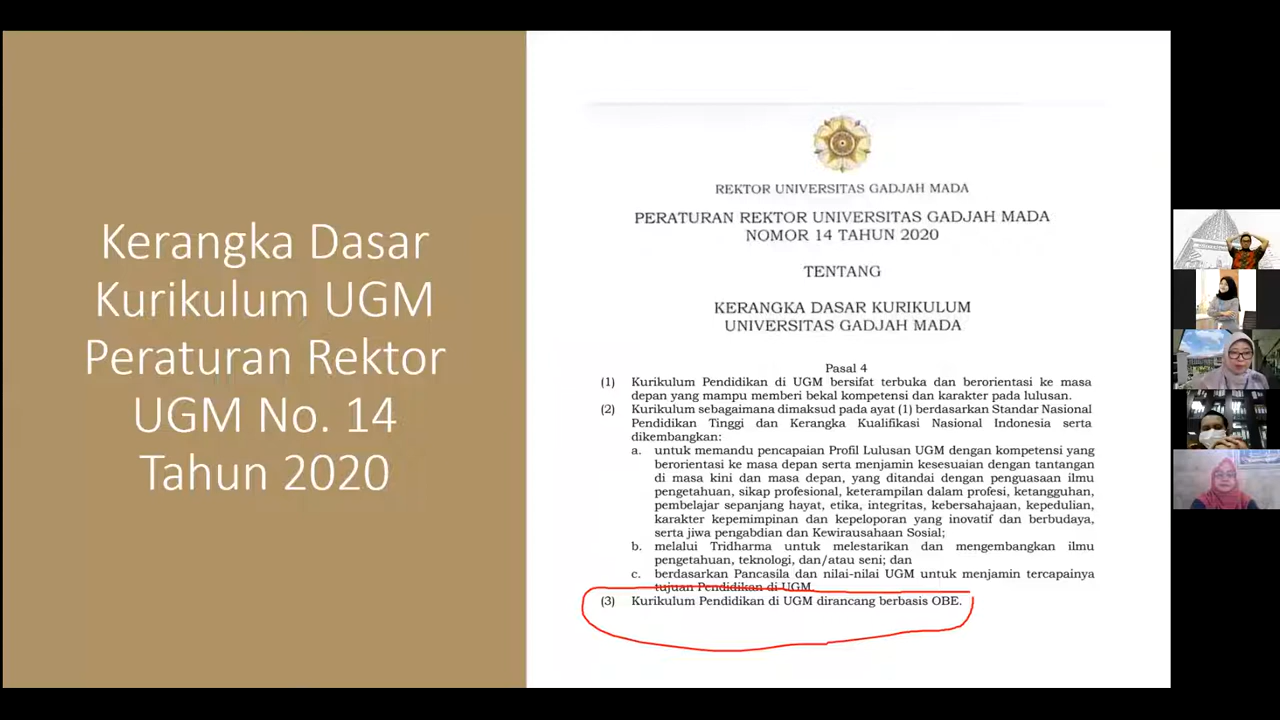 Kerangka Dasar
Kurikulum UGM
Peraturan Rektor
UGM No. 14
Tahun 2020
REKTOR UNIVERSITAS GADJAH MADA
PERATURAN REKTOR UNIVERSITAS GADJAH MADA
NOMOR 14 TAHUN 2020
TENTANG
KERANGKA DASAR KURIKULUM
UNIVERSITAS GADJAH MADA
Pasal 4
(1) Kurikulum Pendidikan di UGM bersifat terbuka dan berorientasi ke masa
depan yang mampu memberi bekal kompetensi dan karakter pada lulusan.
(2) Kurikulum sebagaimana dimaksud pada ayat (1) berdasarkan Standar Nasional
Pendidikan Tinggi dan Kerangka Kualifikasi Nasional Indonesia serta
dikembangkan:
a. untuk memandu pencapaian Profil Lulusan UGM dengan kompetensi yang
berorientasi ke masa depan serta menjamin kesesuaian dengan tantangan
di masa kini dan masa depan, yang ditandai dengan penguasaan ilmu
pengetahuan, sikap profesional, keterampilan dalam profesi, ketangguhan,
pembelajar sepanjang hayat, etika, integritas, kebersahajaan, kepedulian,
karakter kepemimpinan dan kepeloporan yang inovatif dan berbudaya,
serta jiwa pengabdian dan Kewirausahaan Sosial;
b. melalui Tridharma untuk melestarikan dan mengembangkan ilmu
pengetahuan, teknologi, dan/atau seni; dan
c. berdasarkan Pancasila dan nilai-nilai UGM untuk menjamin tercapainya
tujuan Pendidikan di UGM.
(3) Kurikulum Pendidikan di UGM dirancang berbasis OBE.